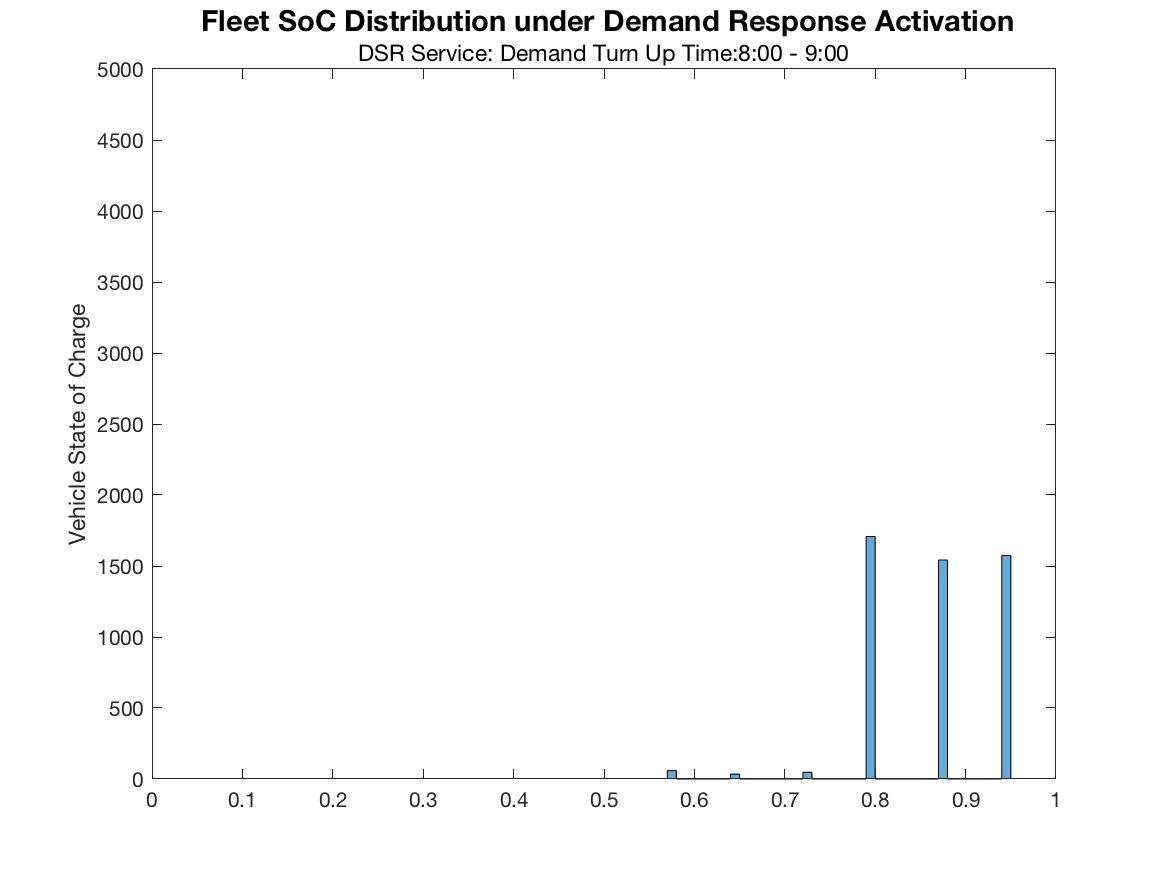 Fleet SoC Distribution under Demand Response Activation
DSR Service: Demand Turn Up Time:8:00 - 9:00
5000
4500
4000
3500
3000
2500
2000
1500
1000
500
0
Vehicle State of Charge
0 0.1 0.2 0.3 0.4 0.5 0.6 0.7 0.8 0.9 1